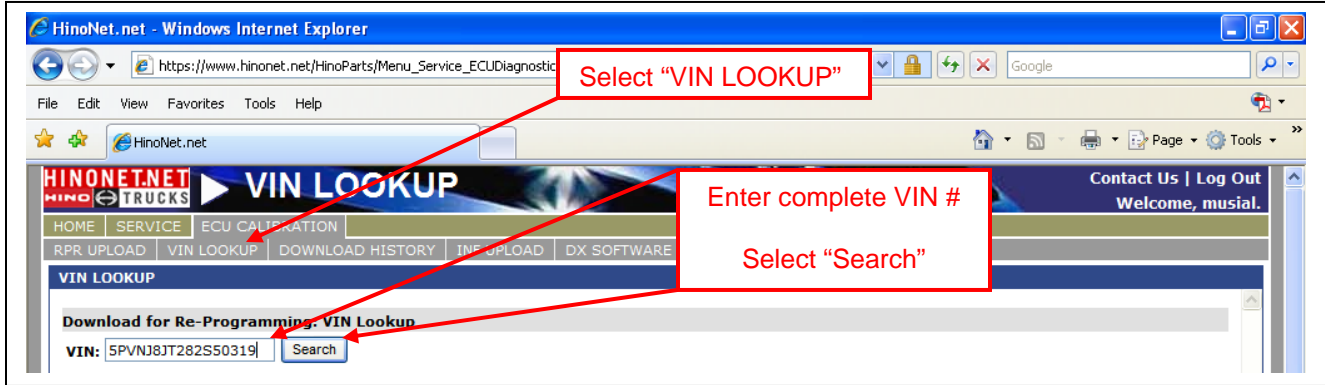 HinoNet.net - Windows Internet Explorer
https://www.hinonet.net/HinoParts/Menu_Service_ECUDiagnostic
Google
Select “VIN LOOKUP”
File Edit View Favorites Tools Help
HinoNet.net
Page Tools
HINONET.NET
HINO TRUCKS
VIN LOOKUP
Contact Us | Log Out
Welcome, musial.
Enter complete VIN #
Select “Search”
HOME SERVICE ECU CALIBRATION
RPR UPLOAD VIN LOOKUP DOWNLOAD HISTORY INF UPLOAD DX SOFTWARE
VIN LOOKUP
Download for Re-Programming: VIN Lookup
VIN: 5PVNJ8JT282S50319 Search